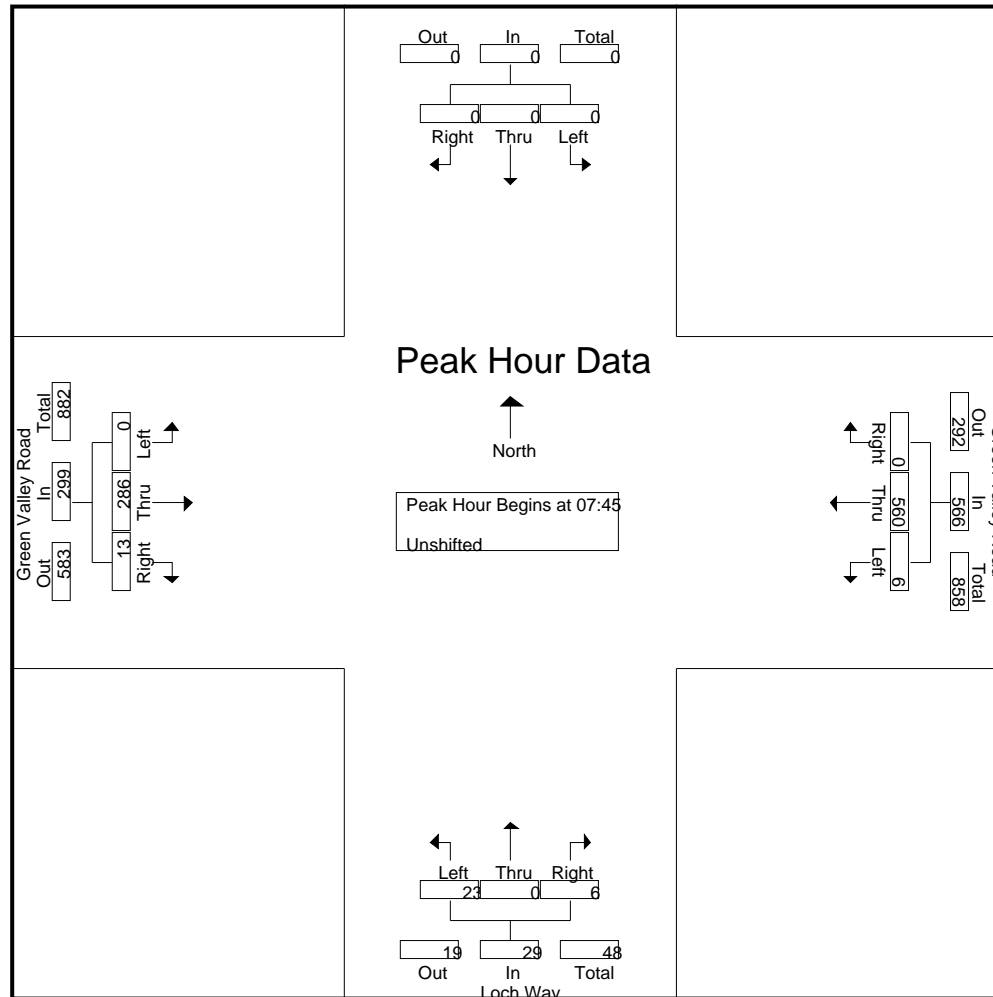 Out In Total
0 0 0
0 0 0
Right Thru Left
Peak Hour Data
North
Peak Hour Begins at 07:45
Unshifted
Green Valley Road
Total In Out
882 299 583
0 286 13
Left Thru Right
Right Thru Left
0 560 6
292 566 858
Out In Total
Left Thru Right
23 0 6
19 29 48
Out In Total
Loch Way